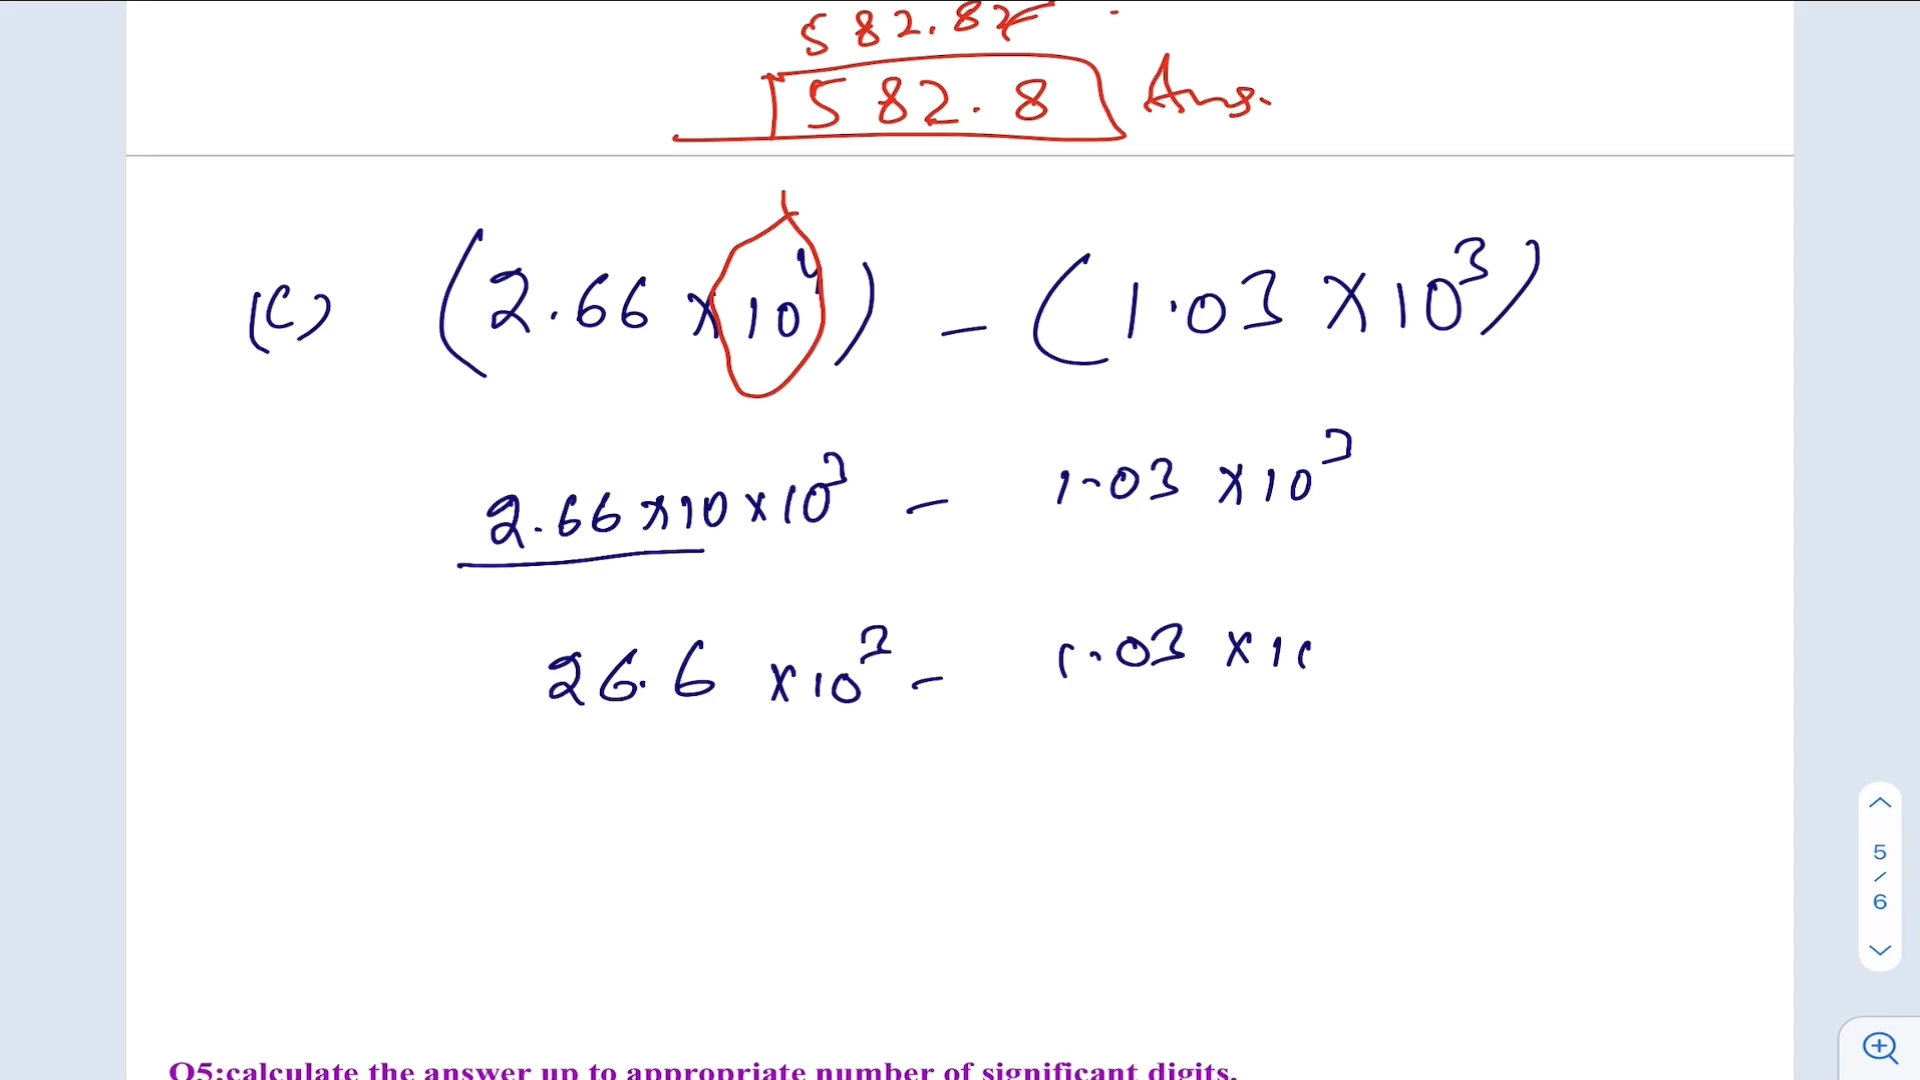 582.82
582.8 Ans.
(C) (2.66 × 10⁴) - (1.03 × 10³)
2.66 × 10 × 10³ - 1.03 × 10³
26.6 × 10³ - 1.03 × 1
5
/
6
Q5:calculate the answer up to appropriate number of significant digits.